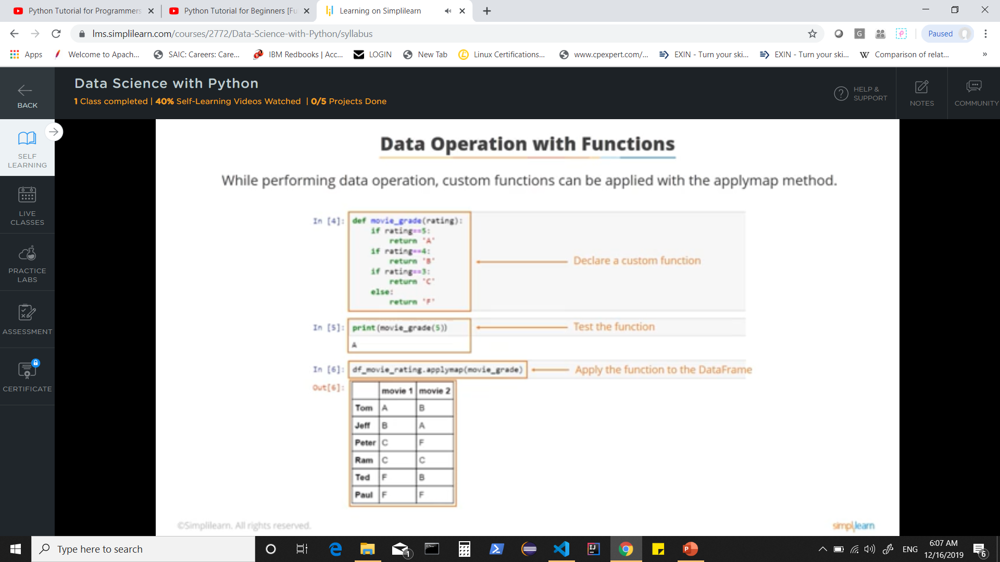 Python Tutorial for Programmers
Python Tutorial for Beginners [Fu
Learning on Simplilearn
lms.simplilearn.com/courses/2772/Data-Science-with-Python/syllabus
G
Paused
Apps
Welcome to Apach...
SAIC: Careers: Care...
IBM Redbooks | Acc...
LOGIN
New Tab
Linux Certifications...
www.cpexpert.com/...
EXIN - Turn your ski...
EXIN - Turn your ski...
W Comparison of relat...
»
BACK
Data Science with Python
1 Class completed | 40% Self-Learning Videos Watched | 0/5 Projects Done
HELP &
SUPPORT
NOTES
COMMUNITY
SELF
LEARNING
LIVE
CLASSES
PRACTICE
LABS
ASSESSMENT
CERTIFICATE
Data Operation with Functions
While performing data operation, custom functions can be applied with the applymap method.
In [4]: def movie_grade(rating):
if rating==5:
return 'A'
if rating==4:
return 'B'
if rating==3:
return 'C'
else:
return 'F'
Declare a custom function
In [5]: print(movie_grade(5)) Test the function
A
In [6]: df_movie_rating.applymap(movie_grade) Apply the function to the DataFrame
Out[6]:
movie 1 movie 2
Tom A B
Jeff B A
Peter C F
Ram C C
Ted F B
Paul F F
©Simplilearn. All rights reserved.
simplilearn
Type here to search
1
IJ
P
ENG
6:07 AM
12/16/2019
6